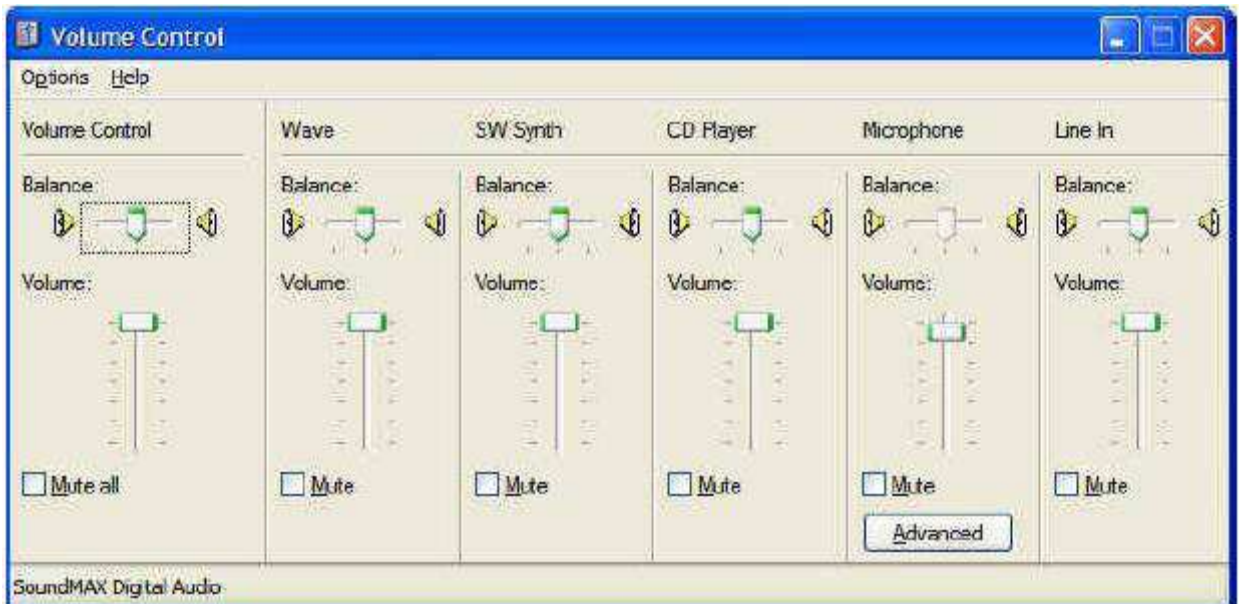 Volume Control
Options Help
Volume Control Wave SW Synth CD Player Microphone Line In
Balance: Balance: Balance: Balance: Balance: Balance:
Volume: Volume: Volume: Volume: Volume: Volume:
Mute all Mute Mute Mute Mute Mute
Advanced
SoundMAX Digital Audio